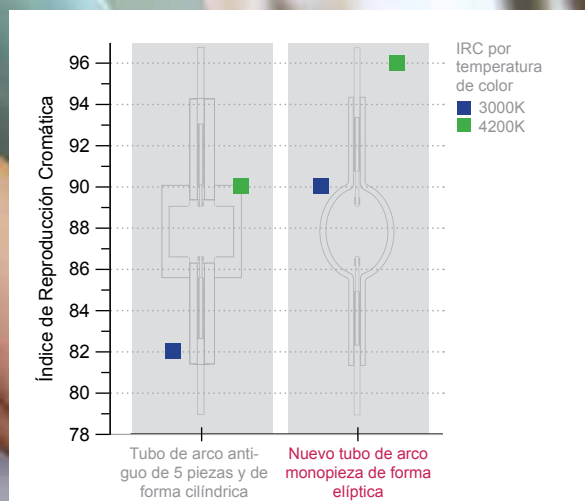 Índice de Reproducción Cromática
96
94
92
90
88
86
84
82
80
78
IRC por
temperatura
de color
3000K
4200K
Tubo de arco anti-
guo de 5 piezas y de
forma cilíndrica
Nuevo tubo de arco
monopieza de forma
elíptica